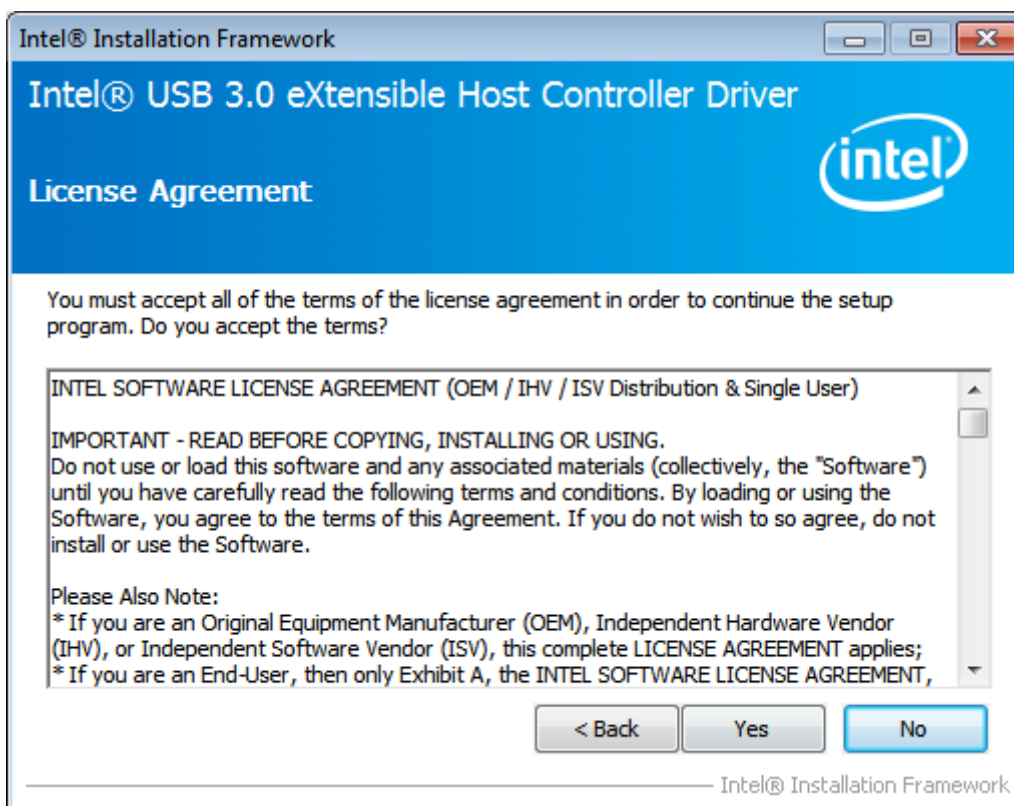 Intel® Installation Framework
Intel® USB 3.0 eXtensible Host Controller Driver
intel
License Agreement
You must accept all of the terms of the license agreement in order to continue the setup
program. Do you accept the terms?
INTEL SOFTWARE LICENSE AGREEMENT (OEM / IHV / ISV Distribution & Single User)
IMPORTANT - READ BEFORE COPYING, INSTALLING OR USING.
Do not use or load this software and any associated materials (collectively, the "Software")
until you have carefully read the following terms and conditions. By loading or using the
Software, you agree to the terms of this Agreement. If you do not wish to so agree, do not
install or use the Software.
Please Also Note:
* If you are an Original Equipment Manufacturer (OEM), Independent Hardware Vendor
(IHV), or Independent Software Vendor (ISV), this complete LICENSE AGREEMENT applies;
* If you are an End-User, then only Exhibit A, the INTEL SOFTWARE LICENSE AGREEMENT,
< Back Yes No
Intel® Installation Framework